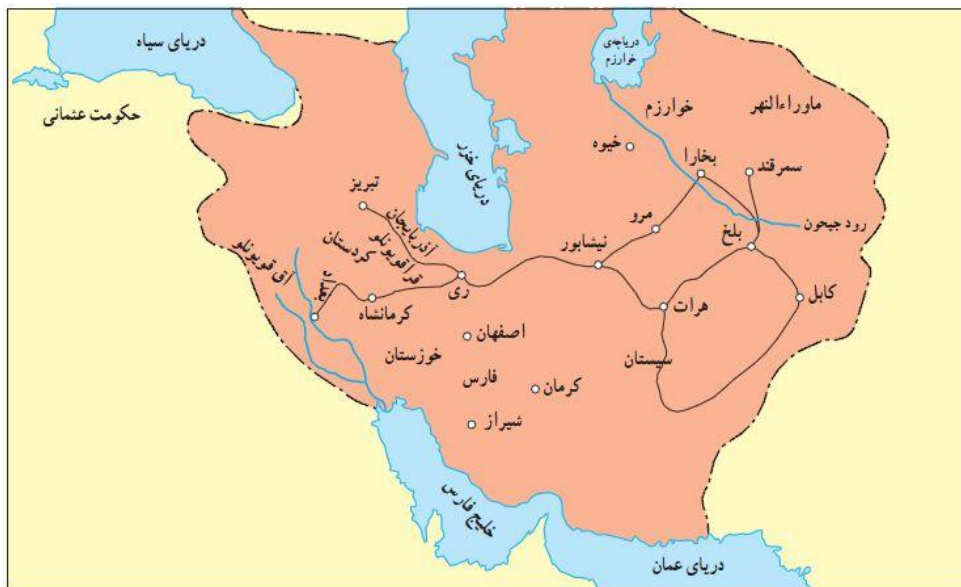 دریای سیاه
دریاچه‌ی
خوارزم
ماوراءالنهر
خوارزم
حکومت عثمانی
خیوه
بخارا
سمرقند
دریای خزر
تبریز
مرو
رود جیحون
آذربایجان
قراقویونلو
کردستان
آق قویونلو
نیشابور
بلخ
بغداد
ری
کرمانشاه
هرات
کابل
اصفهان
خوزستان
سیستان
فارس
کرمان
شیراز
خلیج فارس
دریای عمان